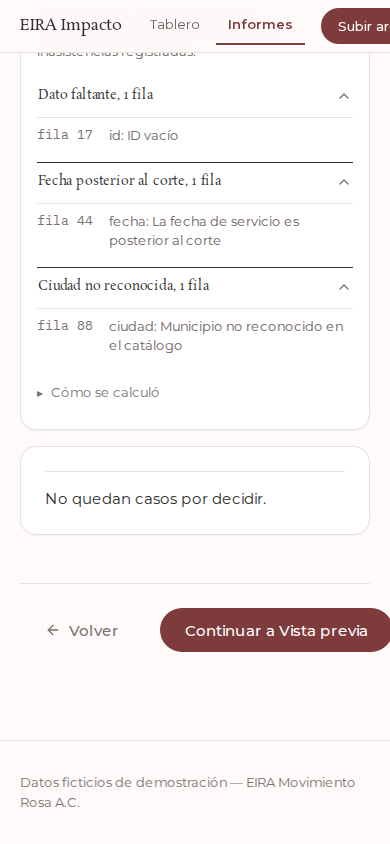 EIRA Impacto
Tablero
Informes
Subir ar
inasistencias registradas.
Dato faltante, 1 fila
fila 17 id: ID vacío
Fecha posterior al corte, 1 fila
fila 44 fecha: La fecha de servicio es
posterior al corte
Ciudad no reconocida, 1 fila
fila 88 ciudad: Municipio no reconocido en
el catálogo
▸ Cómo se calculó
No quedan casos por decidir.
← Volver
Continuar a Vista previa
Datos ficticios de demostración — EIRA Movimiento
Rosa A.C.